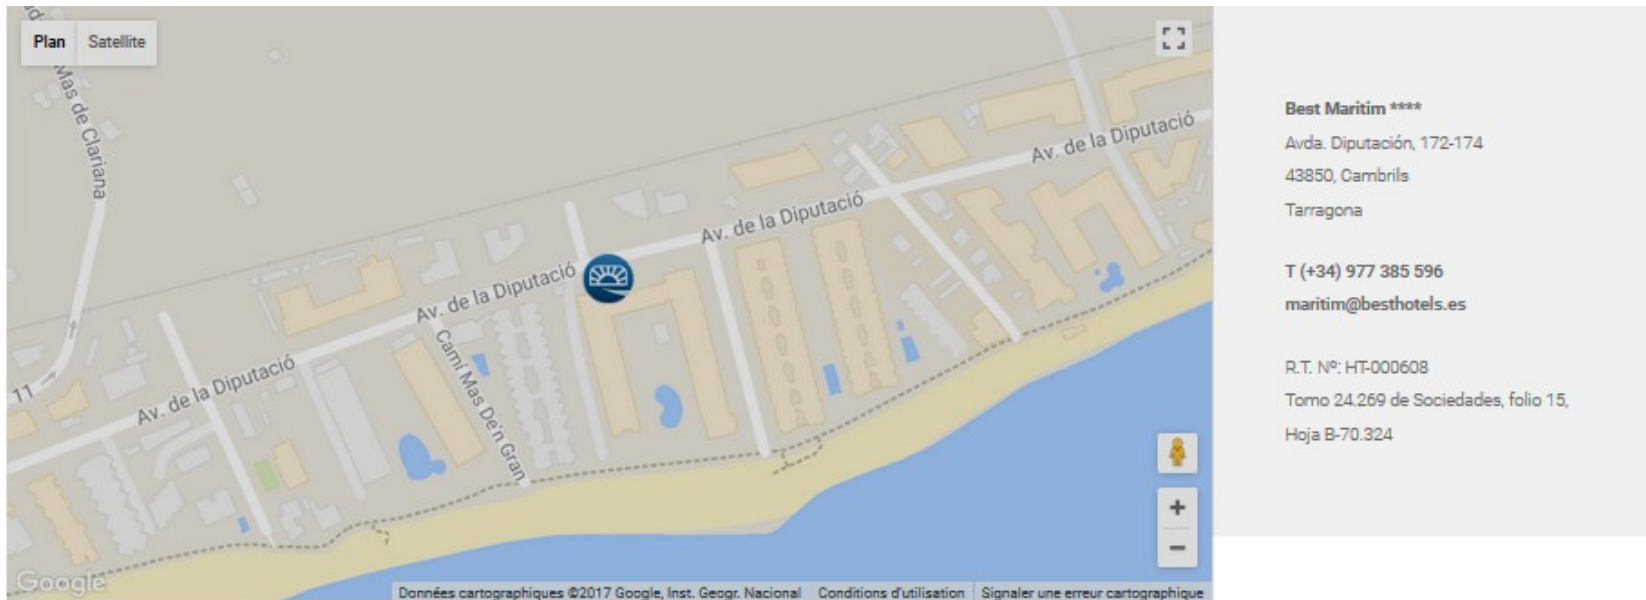 Plan
Satellite
Mas de Clariana
11
Av. de la Diputació
Av. de la Diputació
Av. de la Diputació
Av. de la Diputació
Camí Mas De'n Gran
Google
Données cartographiques ©2017 Google, Inst. Geogr. Nacional
Conditions d'utilisation
Signaler une erreur cartographique
Best Maritim ****
Avda. Diputación, 172-174
43850, Cambrils
Tarragona
T (+34) 977 385 596
maritim@besthotels.es
R.T. Nº: HT-000608
Tomo 24.269 de Sociedades, folio 15,
Hoja B-70.324